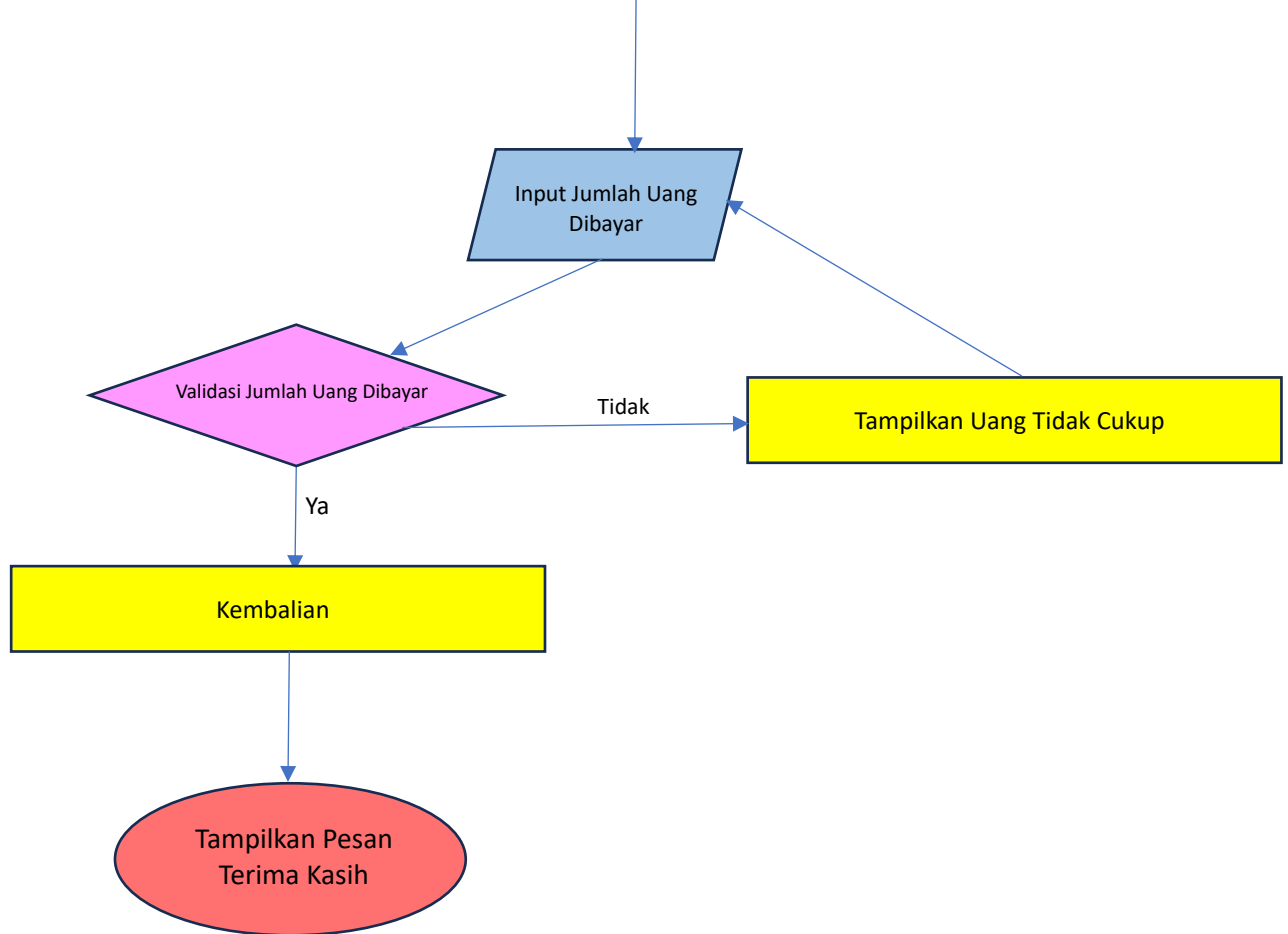 Input Jumlah Uang
Dibayar
Validasi Jumlah Uang Dibayar
Tidak
Tampilkan Uang Tidak Cukup
Ya
Kembalian
Tampilkan Pesan
Terima Kasih